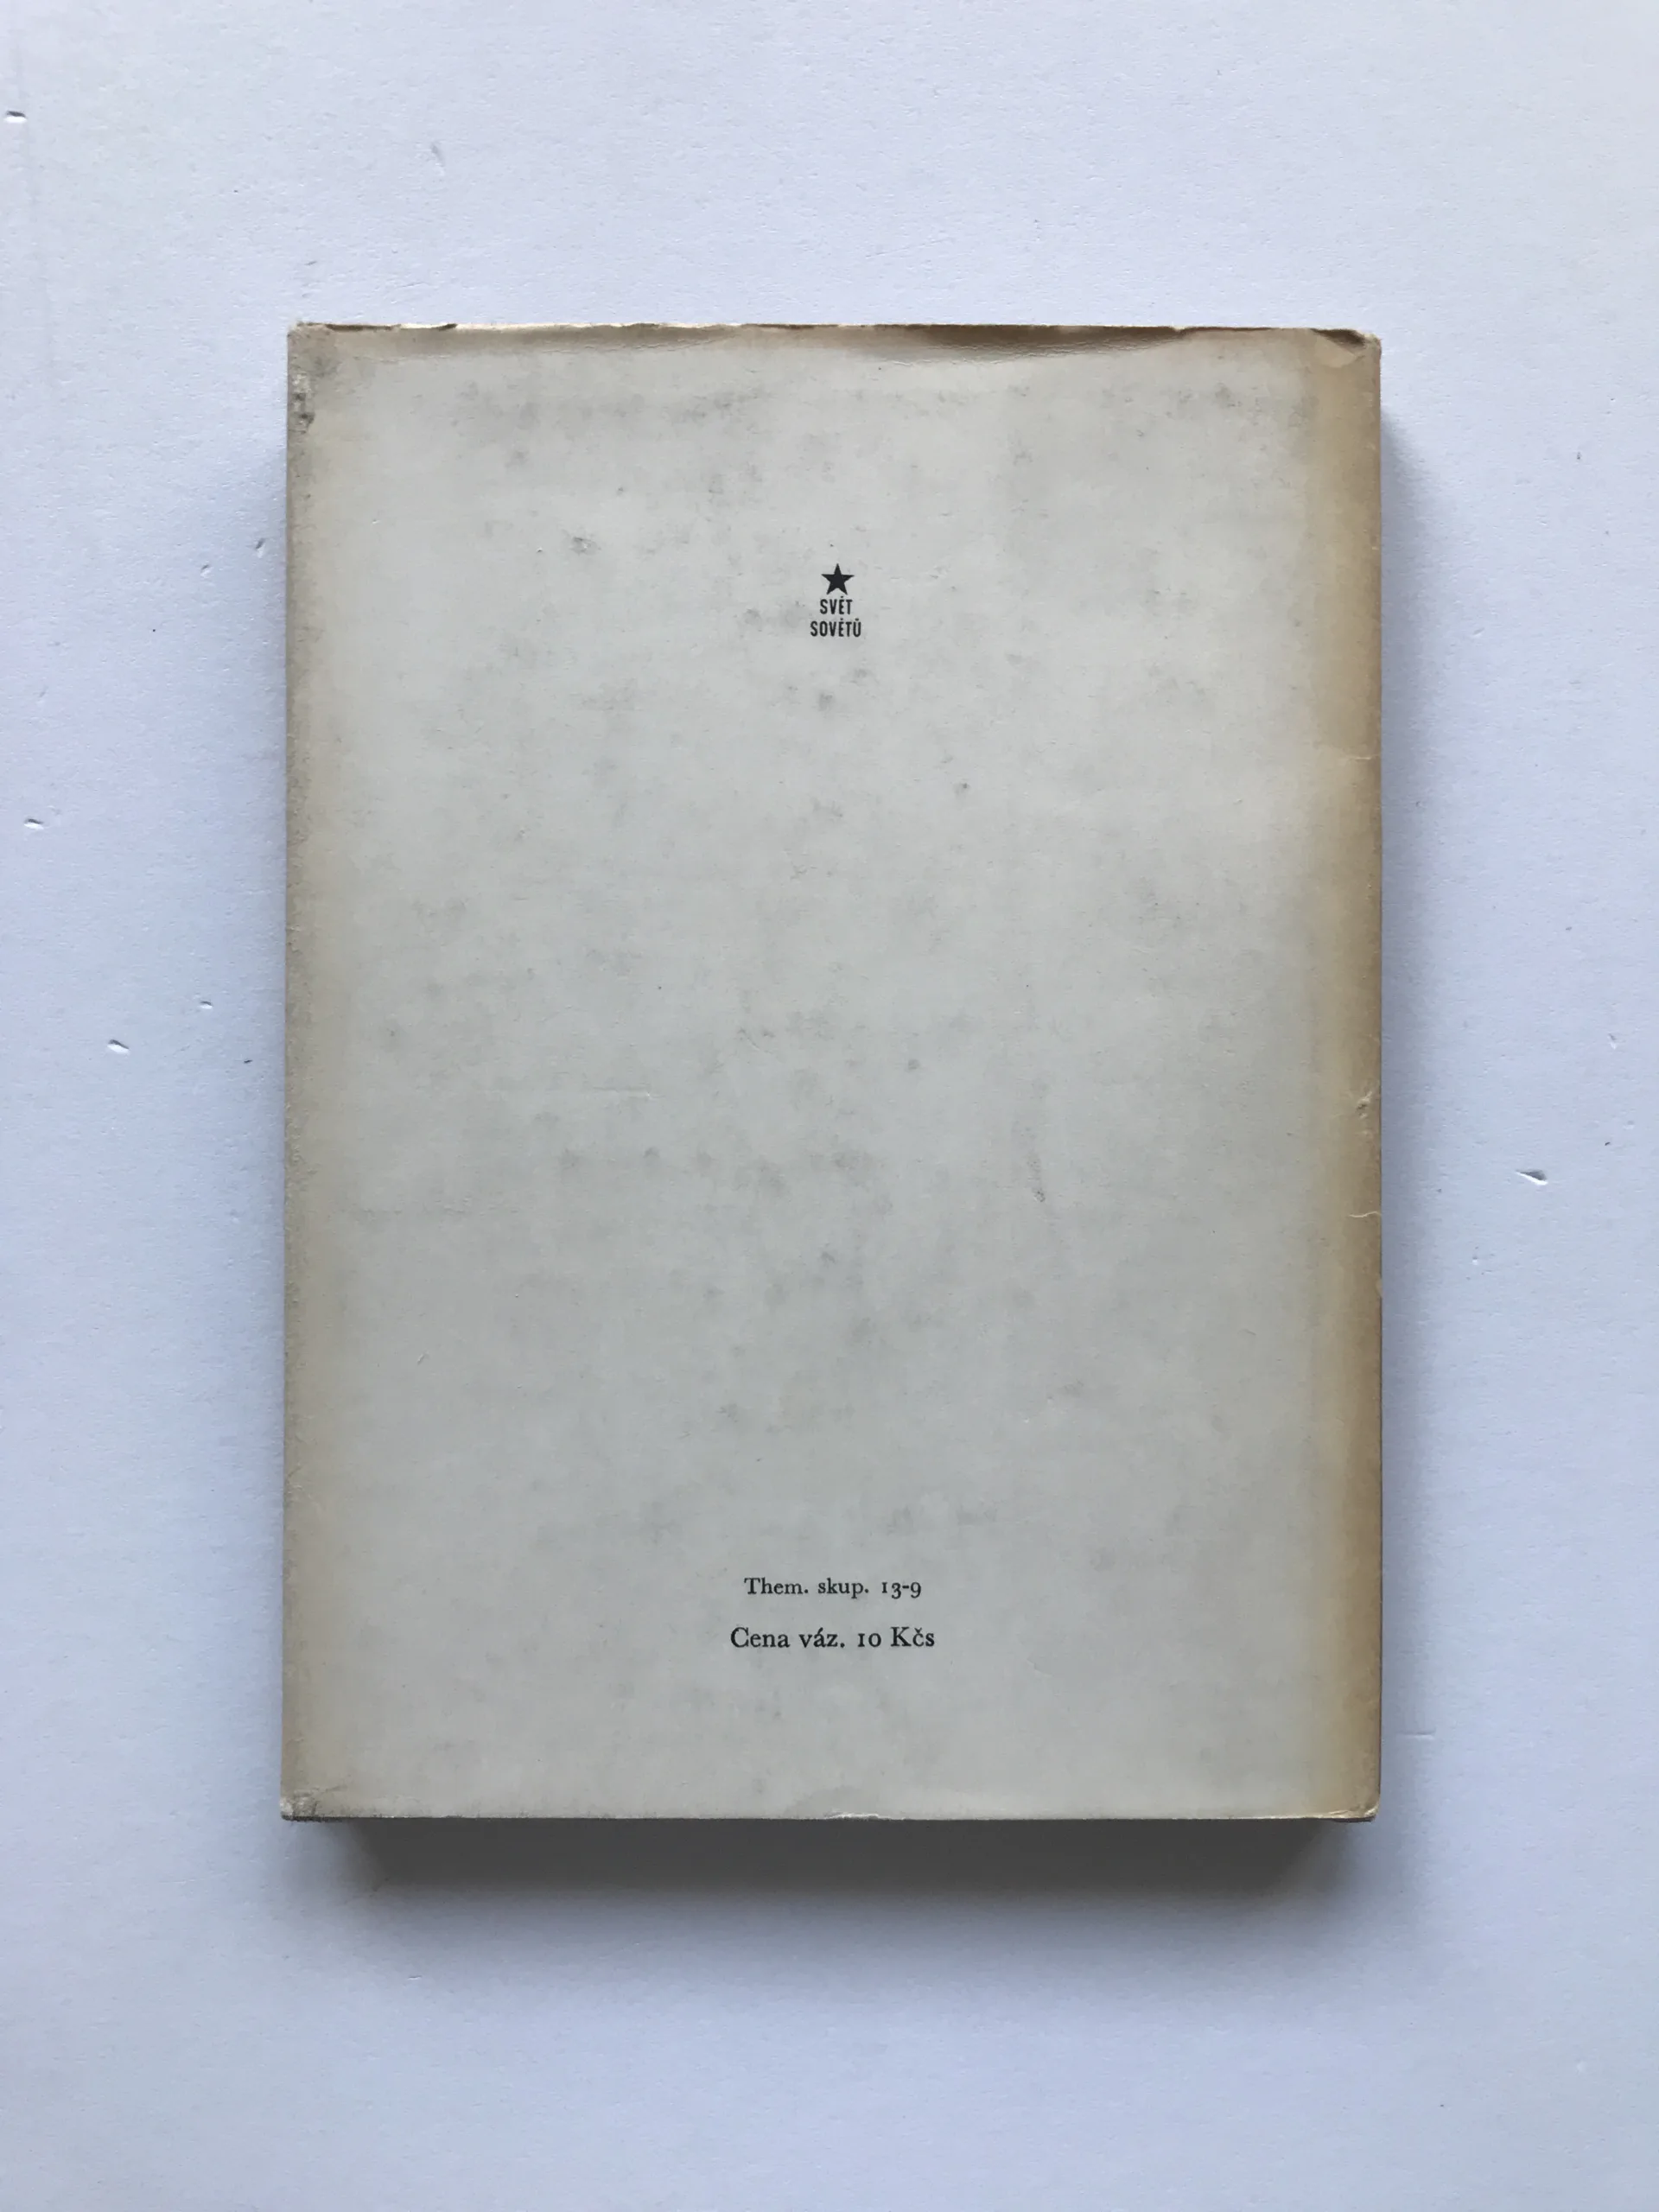 SVĚT
SOVĚTŮ
Them. skup. 13-9
Cena váz. 10 Kčs